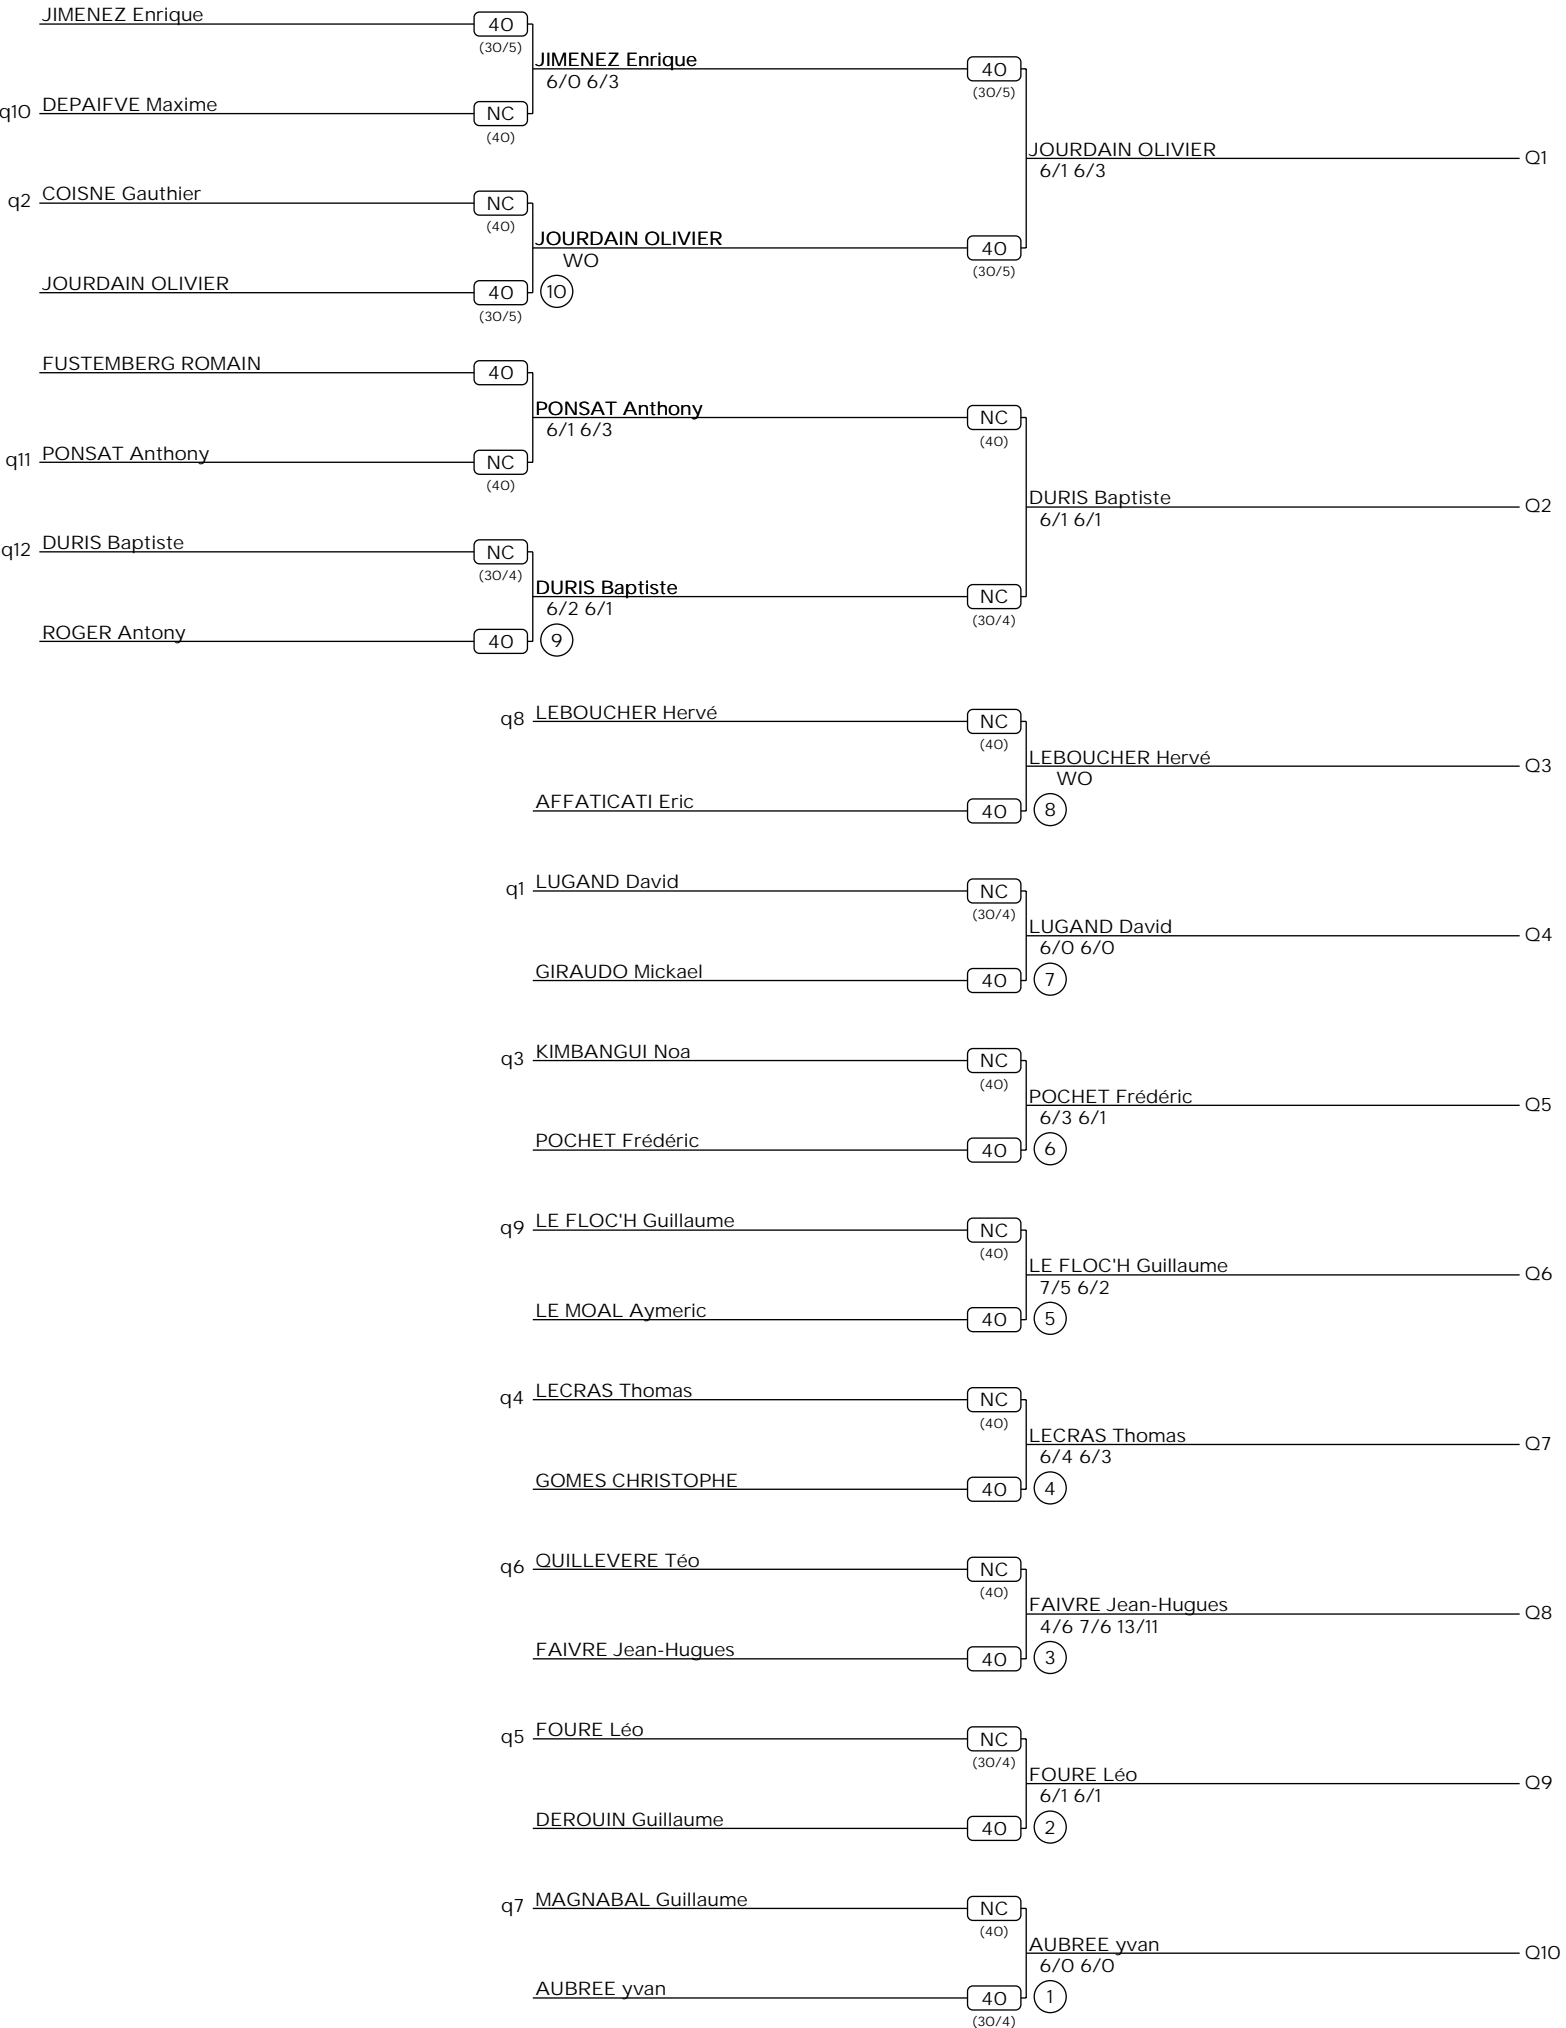 JIMENEZ Enrique
40
(30/5)
JIMENEZ Enrique
6/0 6/3
40
(30/5)
q10 DEPAIFVE Maxime
NC
(40)
JOURDAIN OLIVIER
6/1 6/3
Q1
q2 COISNE Gauthier
NC
(40)
JOURDAIN OLIVIER
WO
40
(30/5)
JOURDAIN OLIVIER
40
(30/5)
10
FUSTEMBERG ROMAIN
40
PONSAT Anthony
6/1 6/3
NC
(40)
q11 PONSAT Anthony
NC
(40)
DURIS Baptiste
6/1 6/1
Q2
q12 DURIS Baptiste
NC
(30/4)
DURIS Baptiste
6/2 6/1
NC
(30/4)
ROGER Antony
40
9
q8 LEBOUCHER Hervé
NC
(40)
LEBOUCHER Hervé
WO
Q3
AFFATICATI Eric
40
8
q1 LUGAND David
NC
(30/4)
LUGAND David
6/0 6/0
Q4
GIRAUDO Mickael
40
7
q3 KIMBANGUI Noa
NC
(40)
POCHET Frédéric
6/3 6/1
Q5
POCHET Frédéric
40
6
q9 LE FLOC'H Guillaume
NC
(40)
LE FLOC'H Guillaume
7/5 6/2
Q6
LE MOAL Aymeric
40
5
q4 LECRAS Thomas
NC
(40)
LECRAS Thomas
6/4 6/3
Q7
GOMES CHRISTOPHE
40
4
q6 QUILLEVERE Téo
NC
(40)
FAIVRE Jean-Hugues
4/6 7/6 13/11
Q8
FAIVRE Jean-Hugues
40
3
q5 FOURE Léo
NC
(30/4)
FOURE Léo
6/1 6/1
Q9
DEROUIN Guillaume
40
2
q7 MAGNABAL Guillaume
NC
(40)
AUBREE yvan
6/0 6/0
Q10
AUBREE yvan
40
(30/4)
1